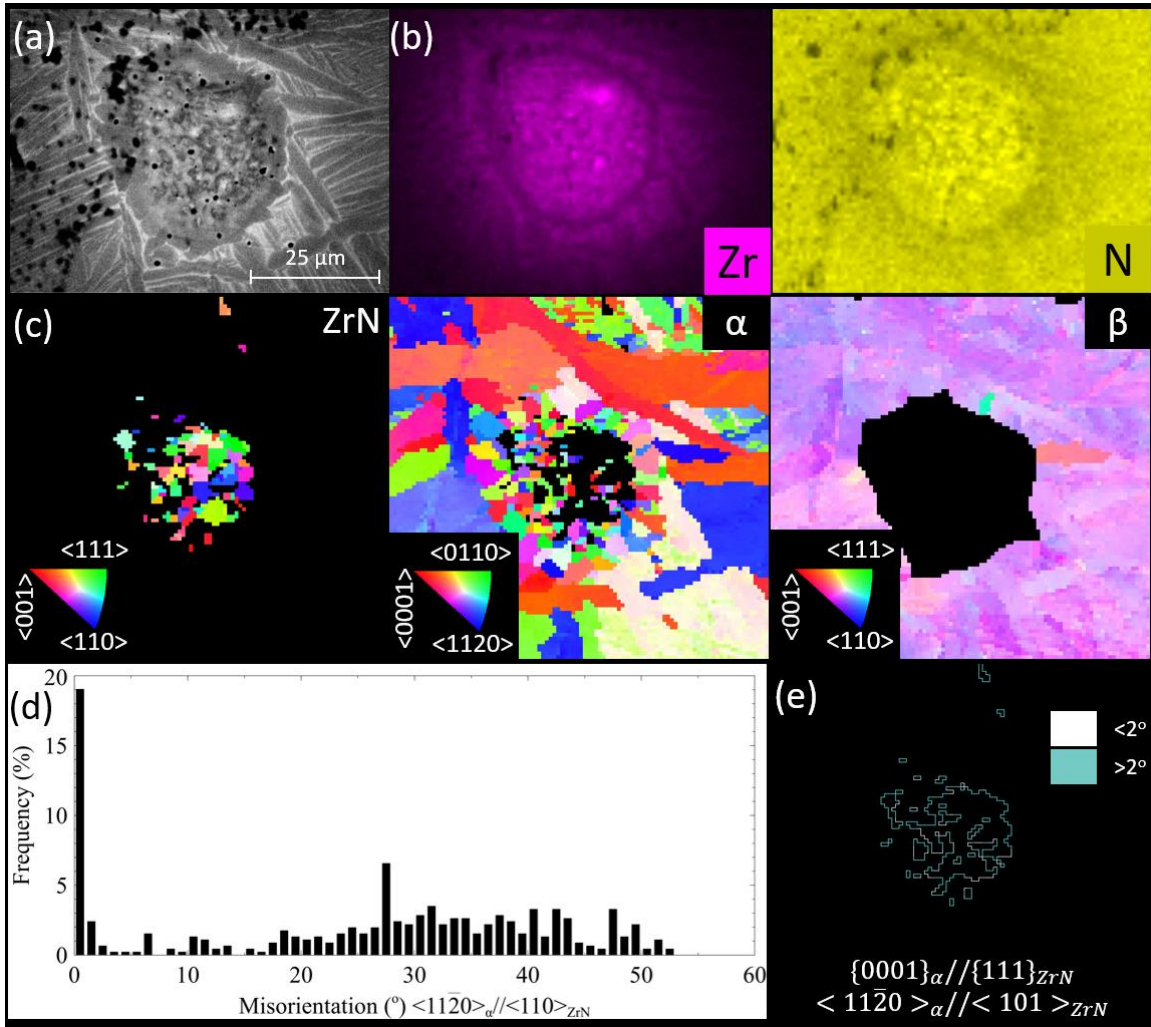 (a)
25 µm
(b)
Zr
N
(c)
ZrN
<111>
<001>
<110>
α
<0110>
<0001>
<1120>
β
<111>
<001>
<110>
(d)
20
15
10
5
0
Frequency (%)
0 10 20 30 40 50 60
Misorientation (°) <112̄0>α//<110>ZrN
(e)
<2°
>2°
{0001}α//{111}ZrN
< 112̄0 >α//< 101 >ZrN